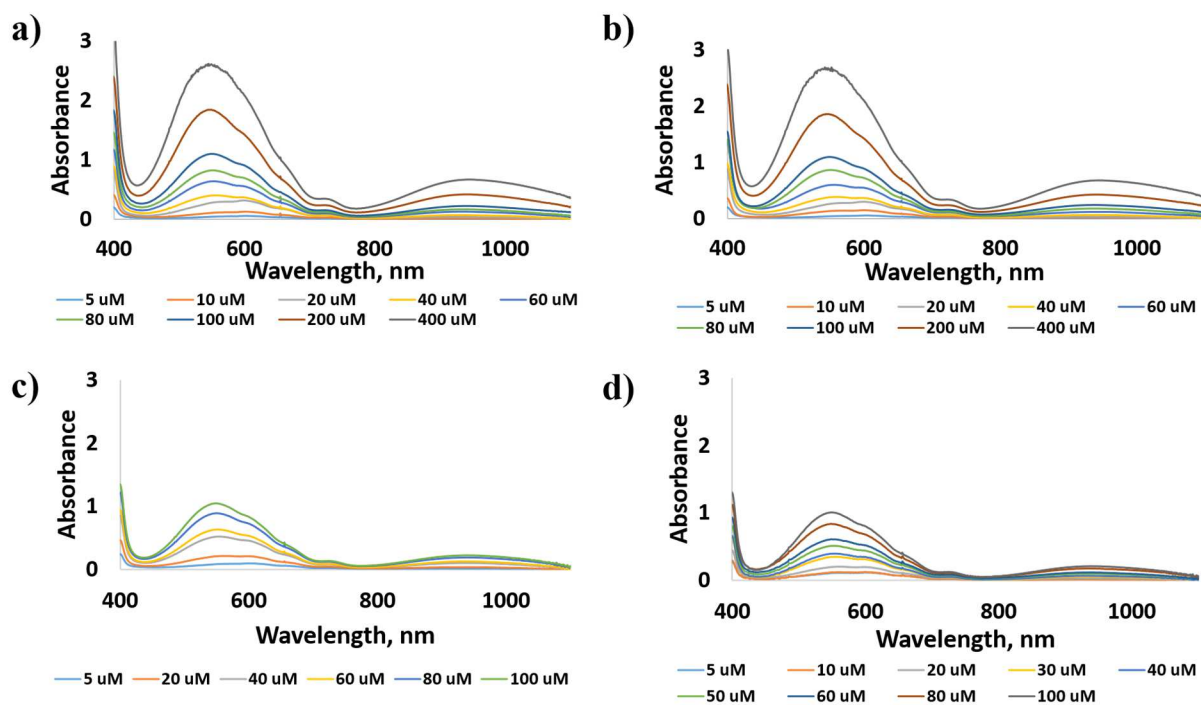 a)
3
2
1
0
Absorbance
400 600 800 1000
Wavelength, nm
5 uM 10 uM 20 uM 40 uM 60 uM
80 uM 100 uM 200 uM 400 uM
b)
3
2
1
0
Absorbance
400 600 800 1000
Wavelength, nm
5 uM 10 uM 20 uM 40 uM 60 uM
80 uM 100 uM 200 uM 400 uM
c)
3
2
1
0
Absorbance
400 600 800 1000
Wavelength, nm
5 uM 20 uM 40 uM 60 uM 80 uM 100 uM
d)
3
2
1
0
Absorbance
400 600 800 1000
Wavelength, nm
5 uM 10 uM 20 uM 30 uM 40 uM
50 uM 60 uM 80 uM 100 uM